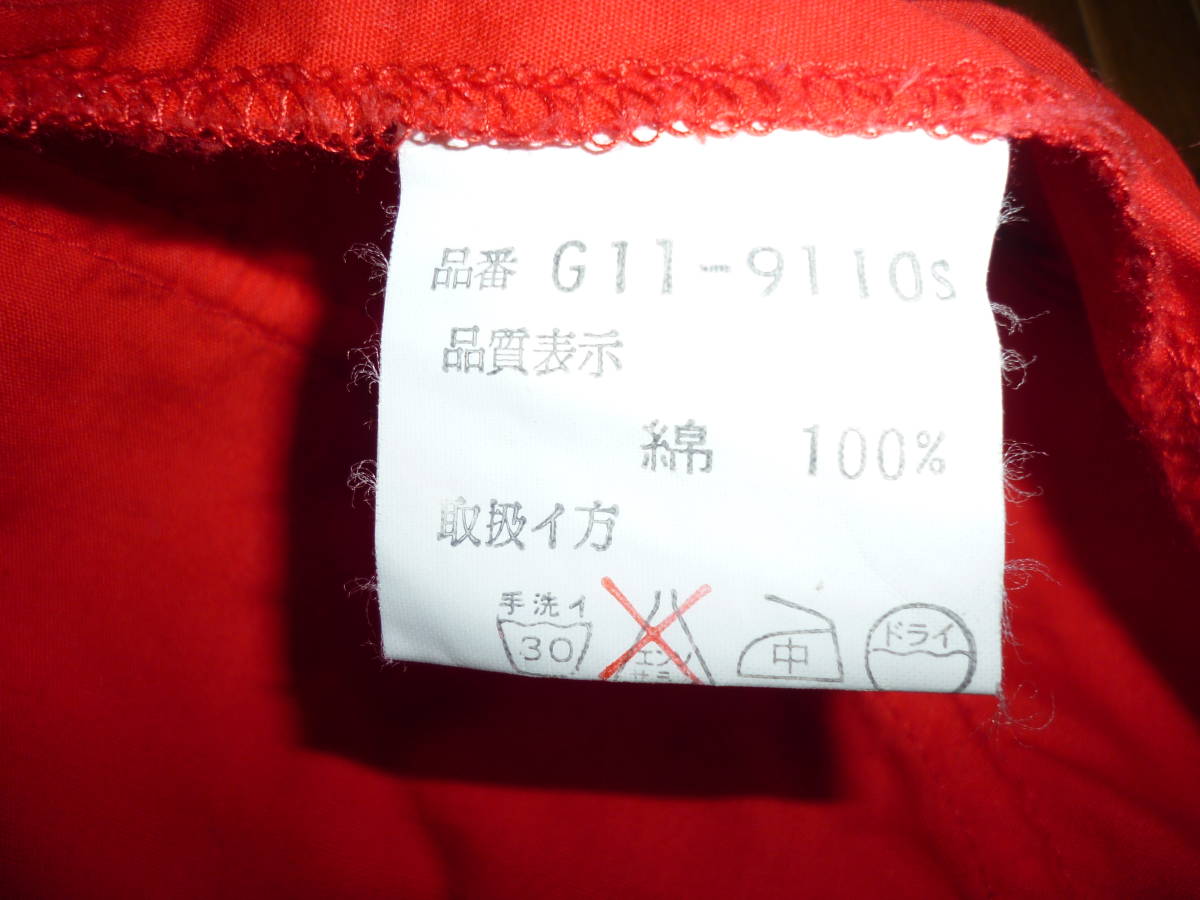 品番 G11-9110s
品質表示
綿 100%
取扱イ方
手洗イ ドライ
30 エンソ 中
サラシ